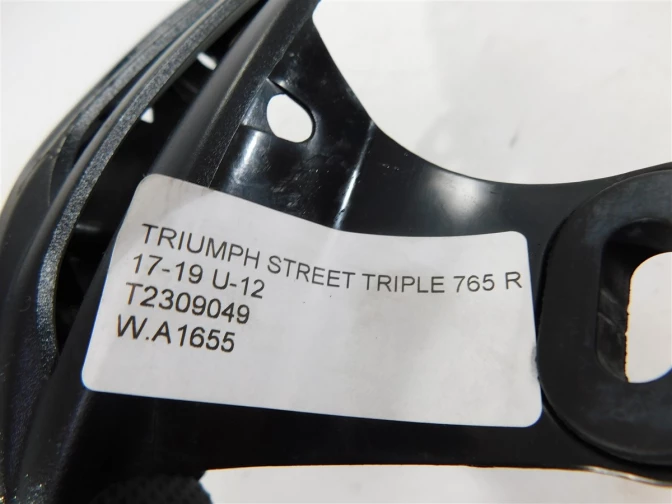 TRIUMPH STREET TRIPLE 765 R
17-19 U-12
T2309049
W.A1655